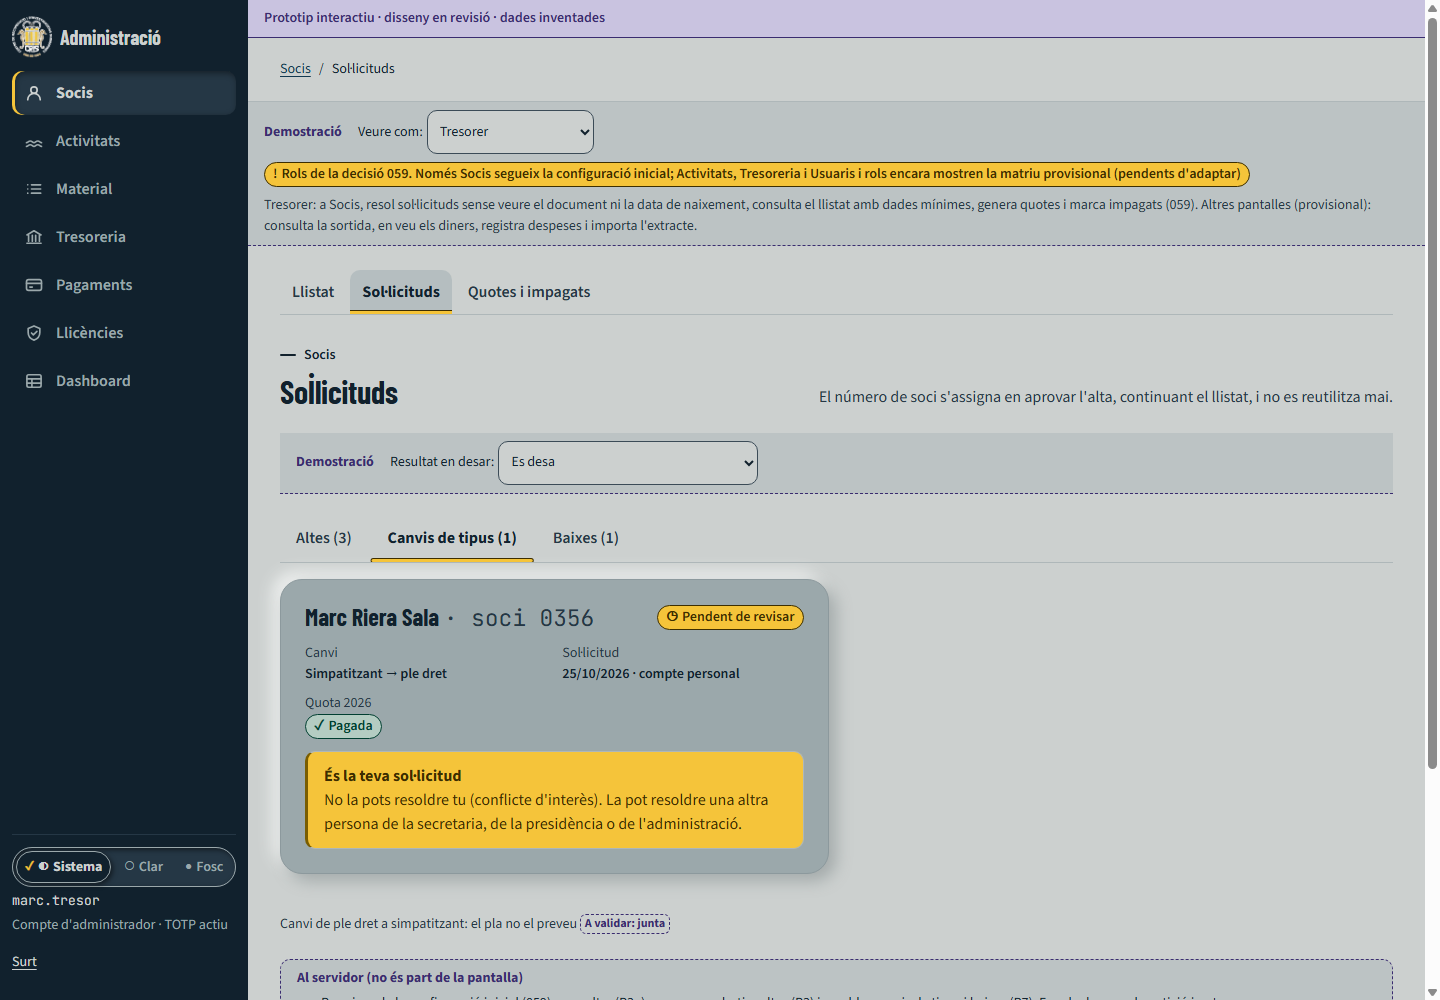 Prototip interactiu · disseny en revisió · dades inventades
Administració
Socis
Activitats
Material
Tresoreria
Pagaments
Llicències
Dashboard
✓ Sistema
Clar
Fosc
marc.tresor
Compte d'administrador · TOTP actiu
Surt
Socis / Sol·licituds
Demostració Veure com: Tresorer
! Rols de la decisió 059. Només Socis segueix la configuració inicial; Activitats, Tresoreria i Usuaris i rols encara mostren la matriu provisional (pendents d'adaptar)
Tresorer: a Socis, resol sol·licituds sense veure el document ni la data de naixement, consulta el llistat amb dades mínimes, genera quotes i marca impagats (059). Altres pantalles (provisional):
consulta la sortida, en veu els diners, registra despeses i importa l'extracte.
Llistat Sol·licituds Quotes i impagats
— Socis
Sol·licituds
El número de soci s'assigna en aprovar l'alta, continuant el llistat, i no es reutilitza mai.
Demostració Resultat en desar: Es desa
Altes (3) Canvis de tipus (1) Baixes (1)
Marc Riera Sala · soci 0356 Pendent de revisar
Canvi Sol·licitud
Simpatitzant → ple dret 25/10/2026 · compte personal
Quota 2026
✓ Pagada
És la teva sol·licitud
No la pots resoldre tu (conflicte d'interès). La pot resoldre una altra
persona de la secretaria, de la presidència o de l'administració.
Canvi de ple dret a simpatitzant: el pla no el preveu A validar: junta
Al servidor (no és part de la pantalla)